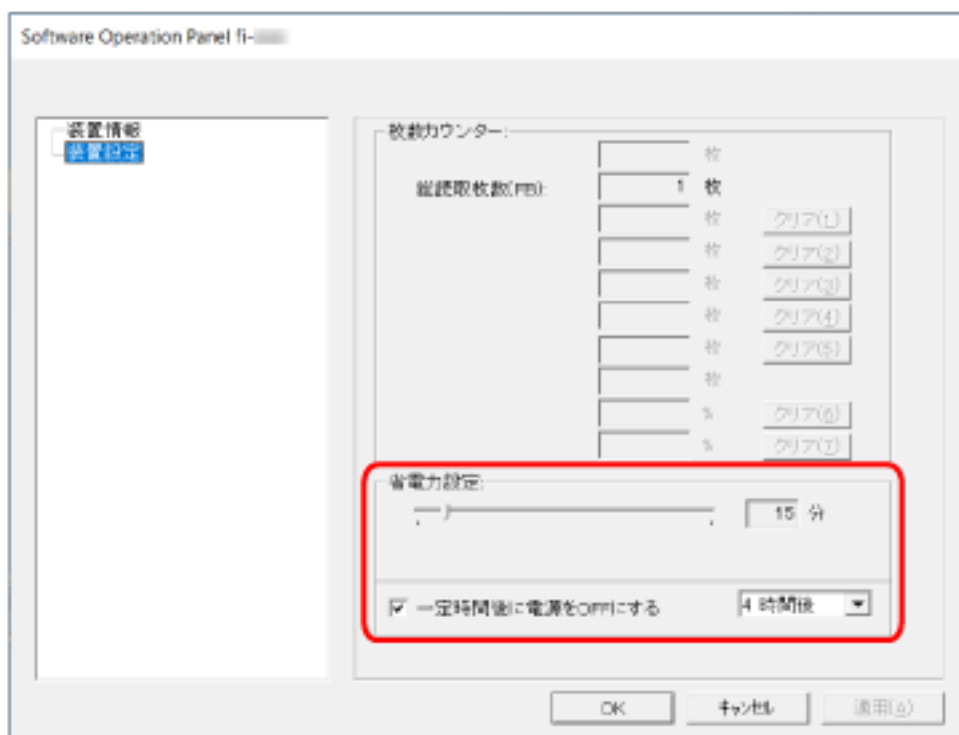 Software Operation Panel fi-
装置情報
装置設定
枚数カウンター:
枚
総読取枚数(FB): 1 枚
枚 クリア(1)
枚 クリア(2)
枚 クリア(3)
枚 クリア(4)
枚 クリア(5)
枚
% クリア(6)
% クリア(7)
省電力設定:
15 分
一定時間後に電源をOFFにする 4 時間後
OK キャンセル 適用(A)